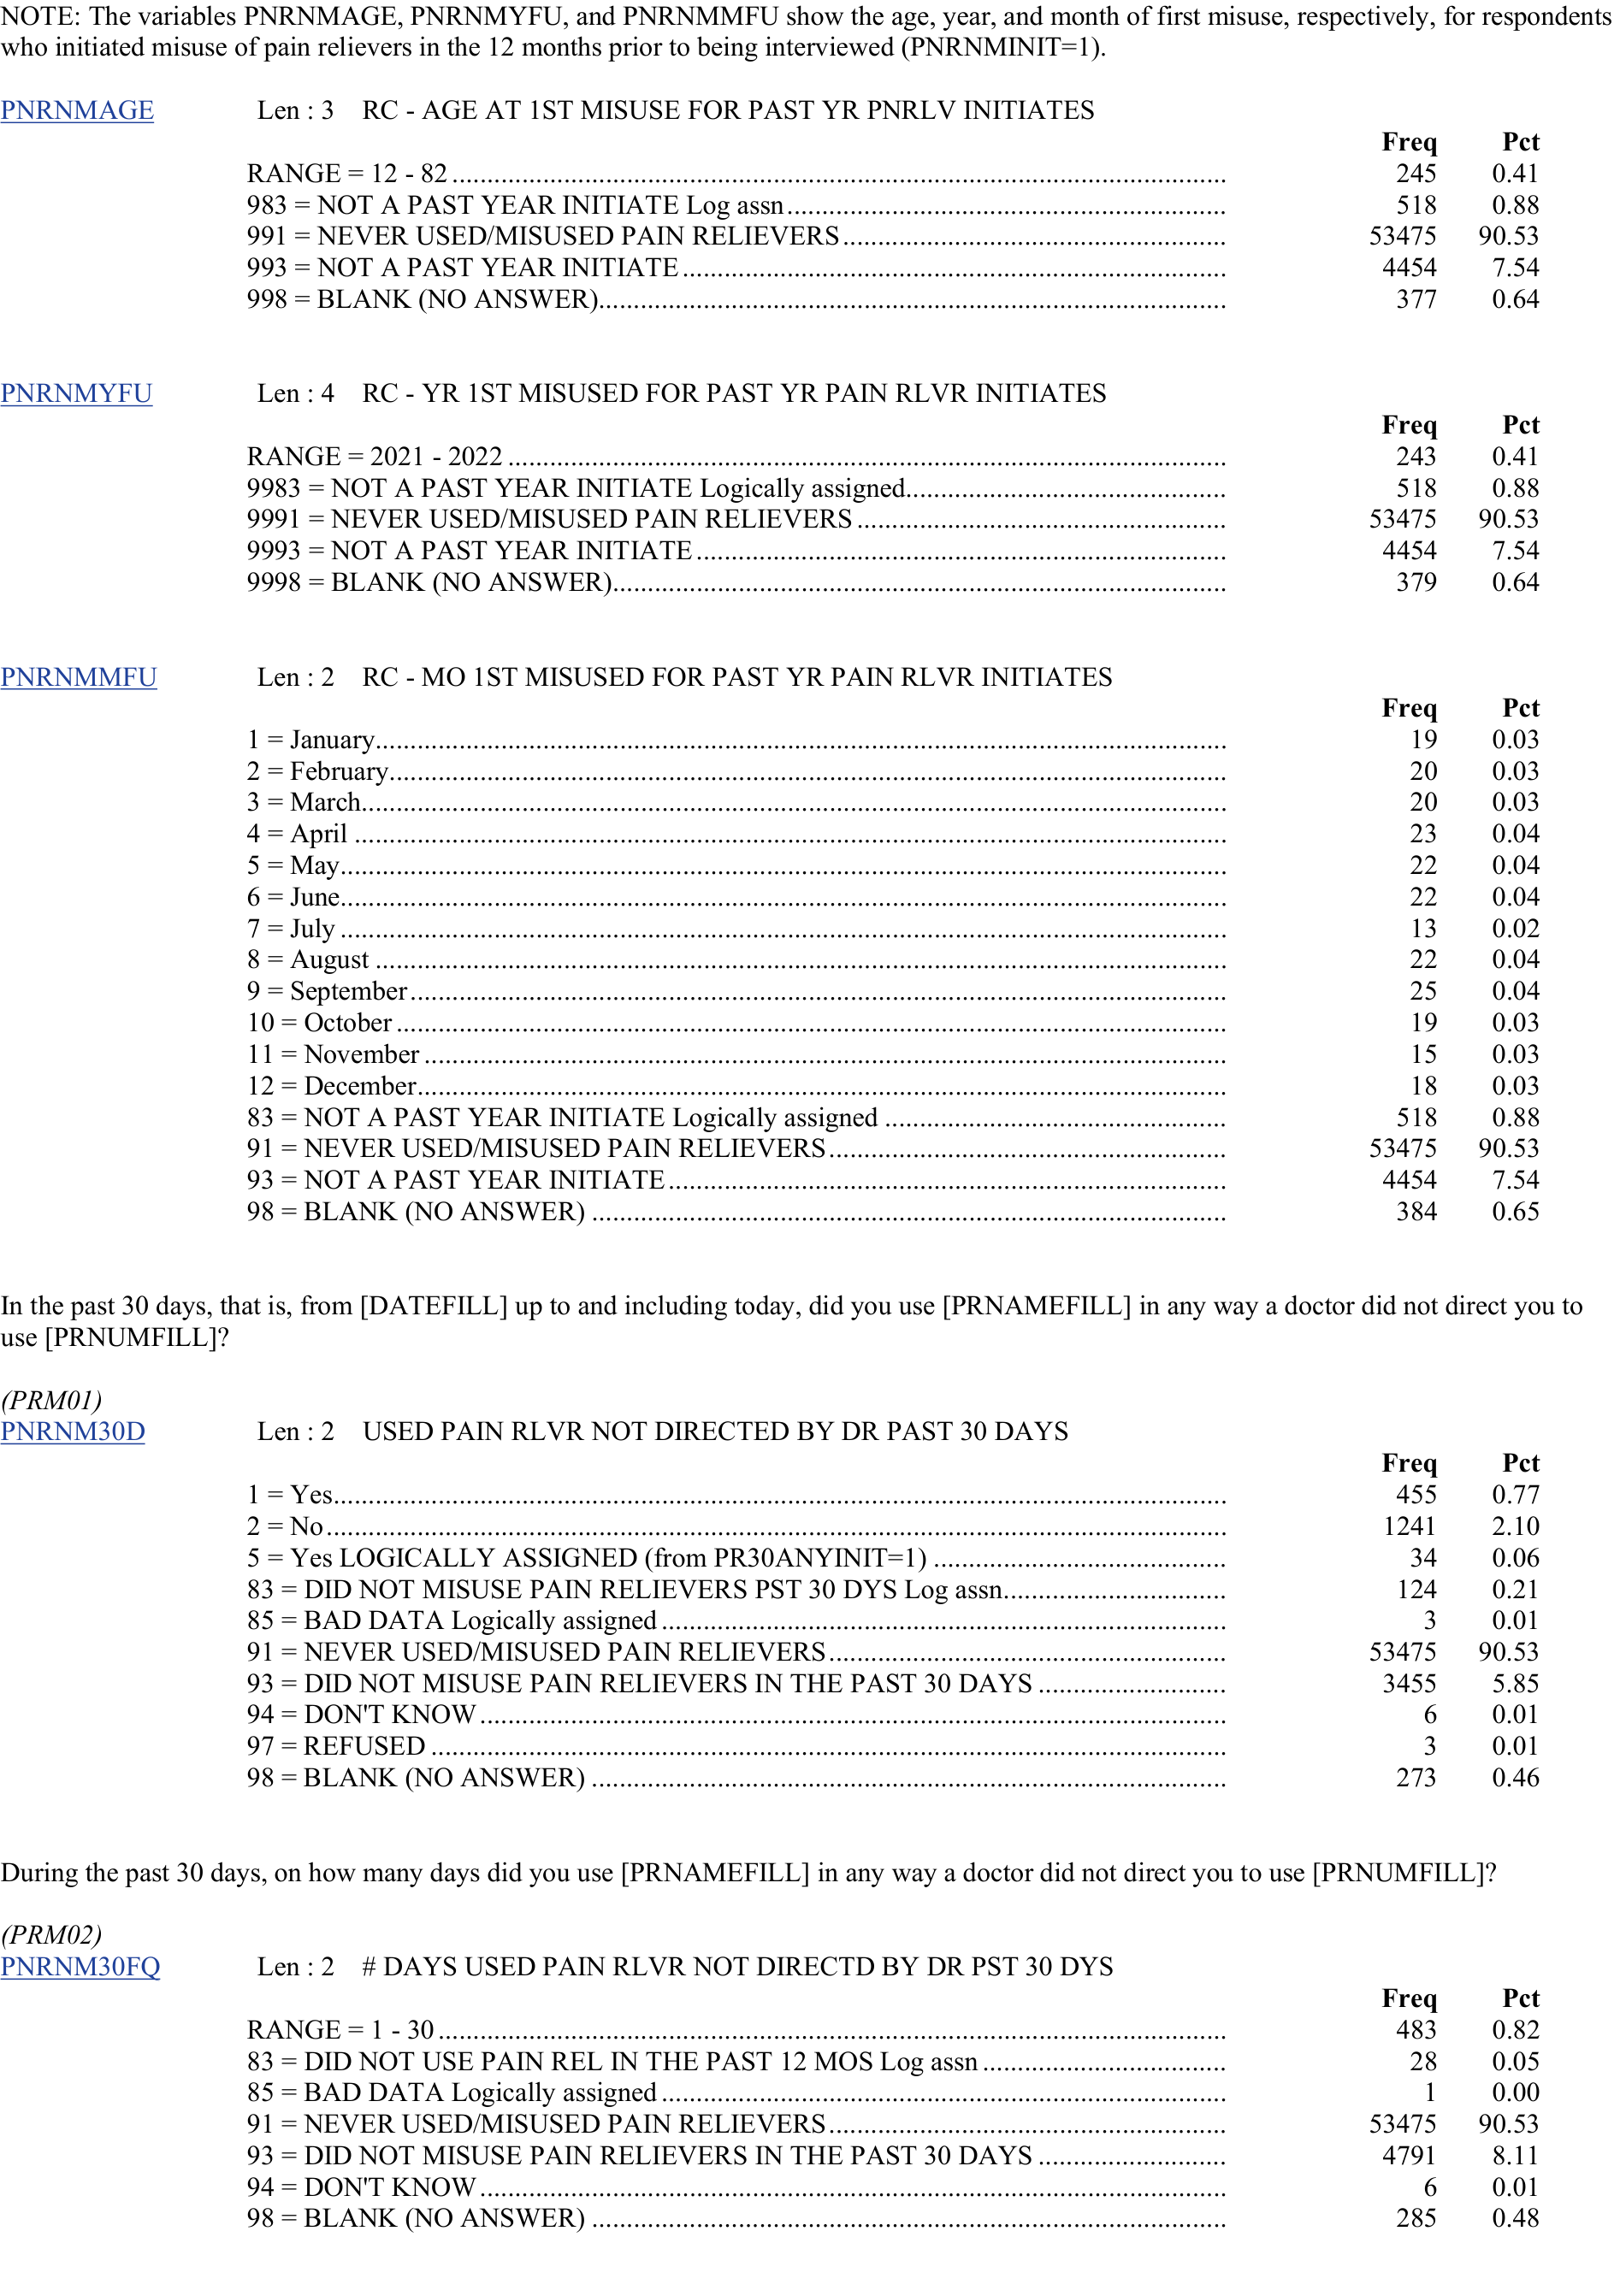 NOTE: The variables PNRNMAGE, PNRNMYFU, and PNRNMMFU show the age, year, and month of first misuse, respectively, for respondents
who initiated misuse of pain relievers in the 12 months prior to being interviewed (PNRNMINIT=1).
PNRNMAGE Len : 3 RC - AGE AT 1ST MISUSE FOR PAST YR PNRLV INITIATES
Freq Pct
RANGE = 12 - 82 245 0.41
983 = NOT A PAST YEAR INITIATE Log assn 518 0.88
991 = NEVER USED/MISUSED PAIN RELIEVERS 53475 90.53
993 = NOT A PAST YEAR INITIATE 4454 7.54
998 = BLANK (NO ANSWER) 377 0.64
PNRNMYFU Len : 4 RC - YR 1ST MISUSED FOR PAST YR PAIN RLVR INITIATES
Freq Pct
RANGE = 2021 - 2022 243 0.41
9983 = NOT A PAST YEAR INITIATE Logically assigned 518 0.88
9991 = NEVER USED/MISUSED PAIN RELIEVERS 53475 90.53
9993 = NOT A PAST YEAR INITIATE 4454 7.54
9998 = BLANK (NO ANSWER) 379 0.64
PNRNMMFU Len : 2 RC - MO 1ST MISUSED FOR PAST YR PAIN RLVR INITIATES
Freq Pct
1 = January 19 0.03
2 = February 20 0.03
3 = March 20 0.03
4 = April 23 0.04
5 = May 22 0.04
6 = June 22 0.04
7 = July 13 0.02
8 = August 22 0.04
9 = September 25 0.04
10 = October 19 0.03
11 = November 15 0.03
12 = December 18 0.03
83 = NOT A PAST YEAR INITIATE Logically assigned 518 0.88
91 = NEVER USED/MISUSED PAIN RELIEVERS 53475 90.53
93 = NOT A PAST YEAR INITIATE 4454 7.54
98 = BLANK (NO ANSWER) 384 0.65
In the past 30 days, that is, from [DATEFILL] up to and including today, did you use [PRNAMEFILL] in any way a doctor did not direct you to
use [PRNUMFILL]?
(PRM01)
PNRNM30D Len : 2 USED PAIN RLVR NOT DIRECTED BY DR PAST 30 DAYS
Freq Pct
1 = Yes 455 0.77
2 = No 1241 2.10
5 = Yes LOGICALLY ASSIGNED (from PR30ANYINIT=1) 34 0.06
83 = DID NOT MISUSE PAIN RELIEVERS PST 30 DYS Log assn 124 0.21
85 = BAD DATA Logically assigned 3 0.01
91 = NEVER USED/MISUSED PAIN RELIEVERS 53475 90.53
93 = DID NOT MISUSE PAIN RELIEVERS IN THE PAST 30 DAYS 3455 5.85
94 = DON'T KNOW 6 0.01
97 = REFUSED 3 0.01
98 = BLANK (NO ANSWER) 273 0.46
During the past 30 days, on how many days did you use [PRNAMEFILL] in any way a doctor did not direct you to use [PRNUMFILL]?
(PRM02)
PNRNM30FQ Len : 2 # DAYS USED PAIN RLVR NOT DIRECTD BY DR PST 30 DYS
Freq Pct
RANGE = 1 - 30 483 0.82
83 = DID NOT USE PAIN REL IN THE PAST 12 MOS Log assn 28 0.05
85 = BAD DATA Logically assigned 1 0.00
91 = NEVER USED/MISUSED PAIN RELIEVERS 53475 90.53
93 = DID NOT MISUSE PAIN RELIEVERS IN THE PAST 30 DAYS 4791 8.11
94 = DON'T KNOW 6 0.01
98 = BLANK (NO ANSWER) 285 0.48